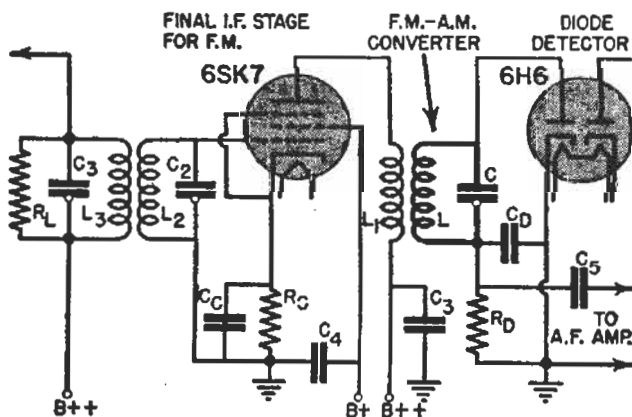 FINAL I.F. STAGE
FOR F.M.
6SK7
F.M.-A.M.
CONVERTER
DIODE
DETECTOR
6H6
RL
C3
L3
L2
C2
L1
L
C
CD
CC
RC
C4
C3
RD
C5
TO
A.F. AMP.
B++
B+
B++